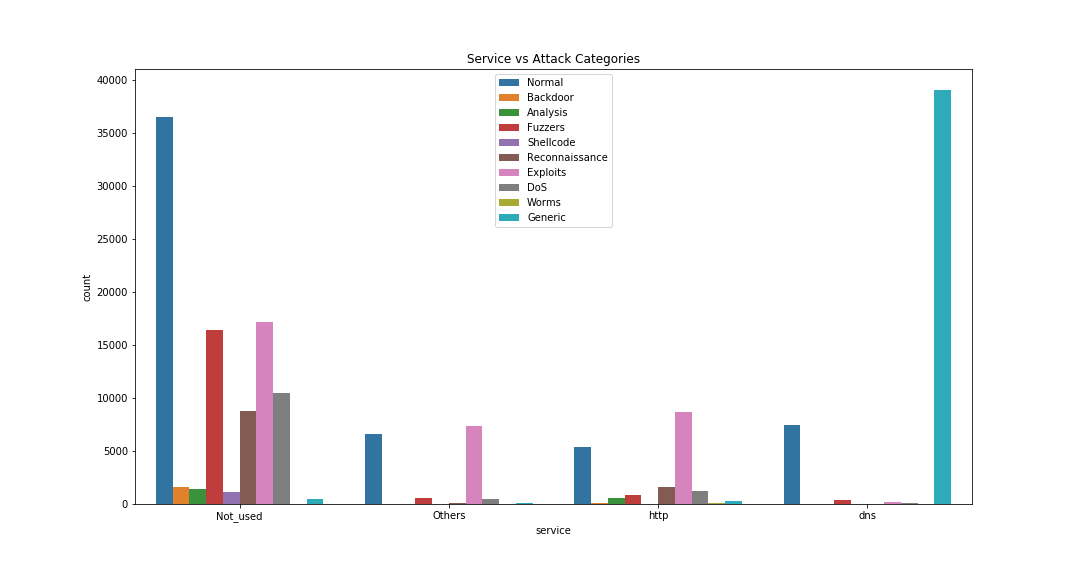 Service vs Attack Categories
40000
35000
30000
25000
20000
15000
10000
5000
0
count
Normal
Backdoor
Analysis
Fuzzers
Shellcode
Reconnaissance
Exploits
DoS
Worms
Generic
Not_used Others http dns
service